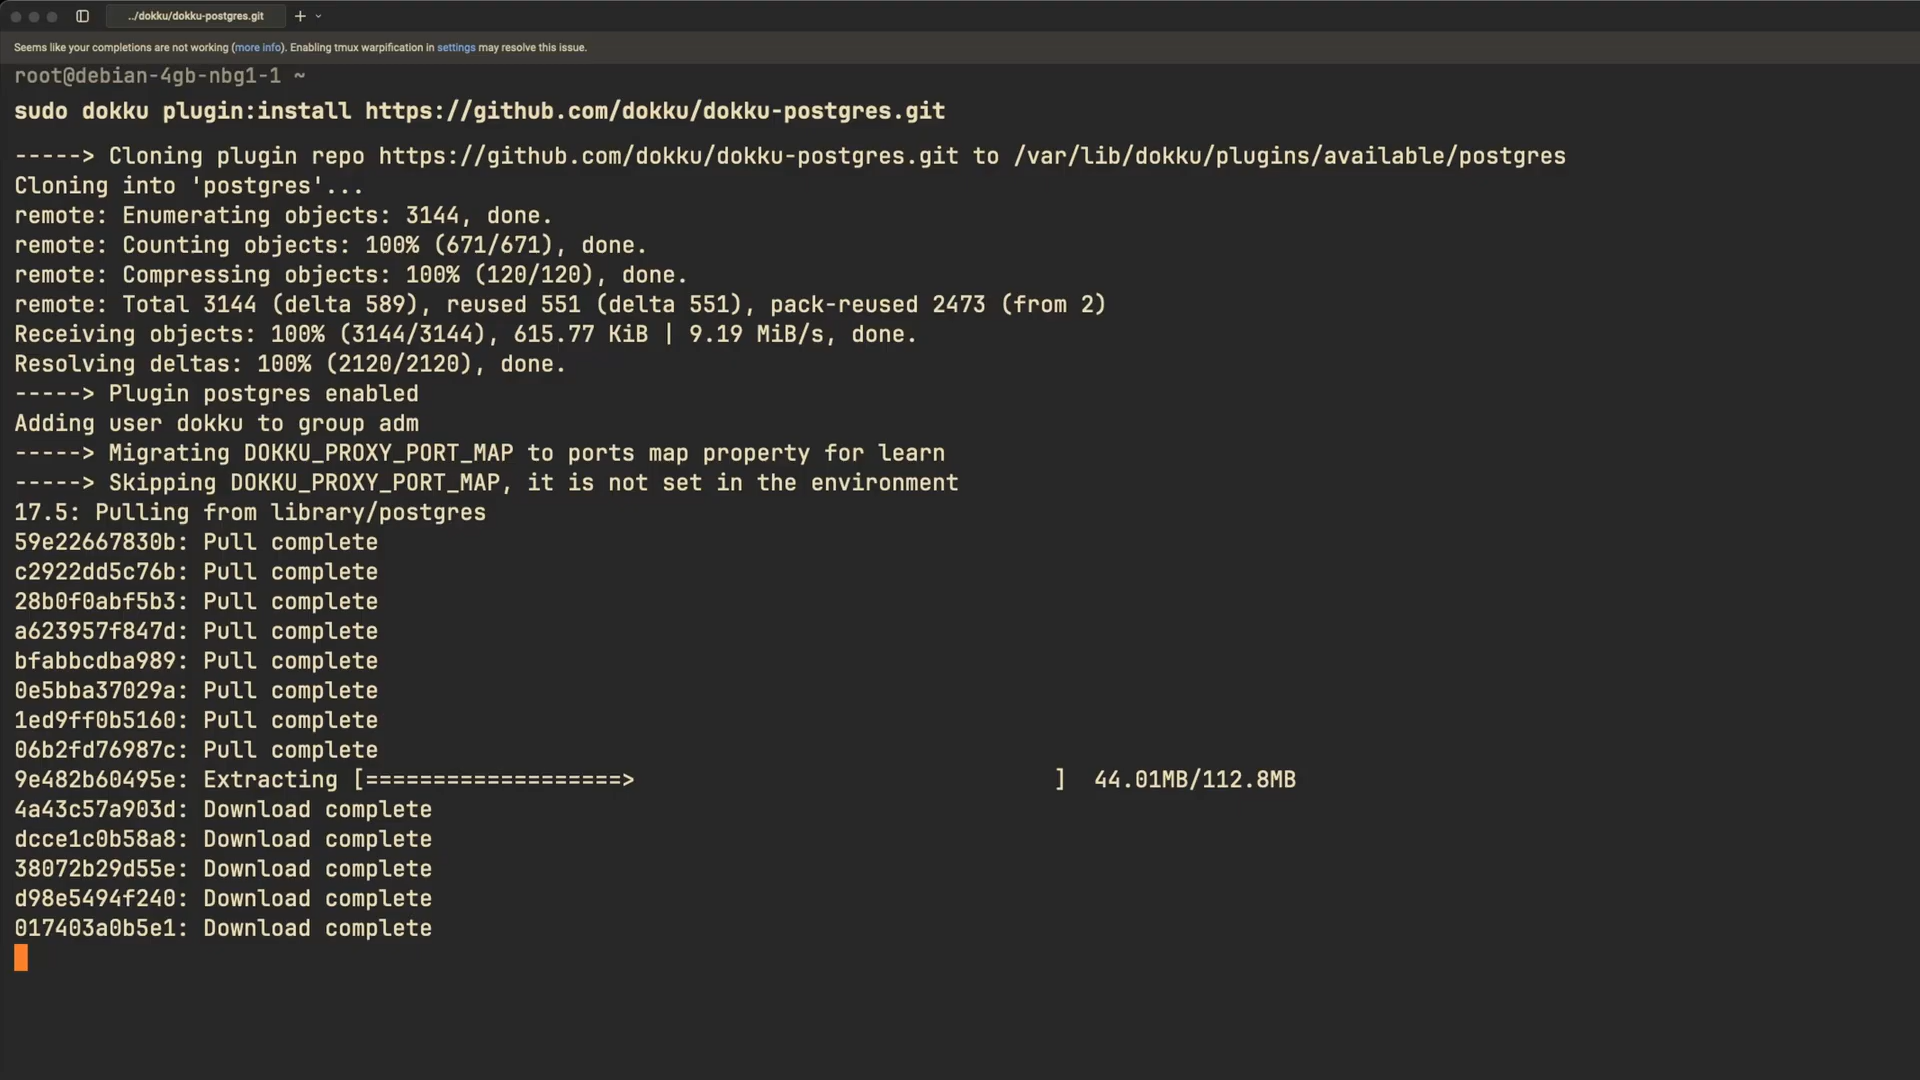 ../dokku/dokku-postgres.git
Seems like your completions are not working (more info). Enabling tmux warpification in settings may resolve this issue.
root@debian-4gb-nbg1-1 ~
sudo dokku plugin:install https://github.com/dokku/dokku-postgres.git
-----> Cloning plugin repo https://github.com/dokku/dokku-postgres.git to /var/lib/dokku/plugins/available/postgres
Cloning into 'postgres'...
remote: Enumerating objects: 3144, done.
remote: Counting objects: 100% (671/671), done.
remote: Compressing objects: 100% (120/120), done.
remote: Total 3144 (delta 589), reused 551 (delta 551), pack-reused 2473 (from 2)
Receiving objects: 100% (3144/3144), 615.77 KiB | 9.19 MiB/s, done.
Resolving deltas: 100% (2120/2120), done.
-----> Plugin postgres enabled
Adding user dokku to group adm
-----> Migrating DOKKU_PROXY_PORT_MAP to ports map property for learn
-----> Skipping DOKKU_PROXY_PORT_MAP, it is not set in the environment
17.5: Pulling from library/postgres
59e22667830b: Pull complete
c2922dd5c76b: Pull complete
28b0f0abf5b3: Pull complete
a623957f847d: Pull complete
bfabbcdba989: Pull complete
0e5bba37029a: Pull complete
1ed9ff0b5160: Pull complete
06b2fd76987c: Pull complete
9e482b60495e: Extracting [===================>                               ]  44.01MB/112.8MB
4a43c57a903d: Download complete
dcce1c0b58a8: Download complete
38072b29d55e: Download complete
d98e5494f240: Download complete
017403a0b5e1: Download complete